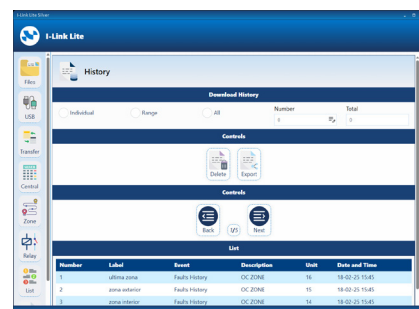 I-Link Lite Silver
I-Link Lite
Files
USB
Transfer
Central
Zone
Relay
List
History
Download History
Individual Range All Number 0 Total 0
Controls
Delete Export
Controls
Back 1/5 Next
List
Number Label Event Description Unit Date and Time
1 ultima zona Faults History OC ZONE 16 18-02-25 15:45
2 zona exterior Faults History OC ZONE 15 18-02-25 15:45
3 zona interior Faults History OC ZONE 14 18-02-25 15:45